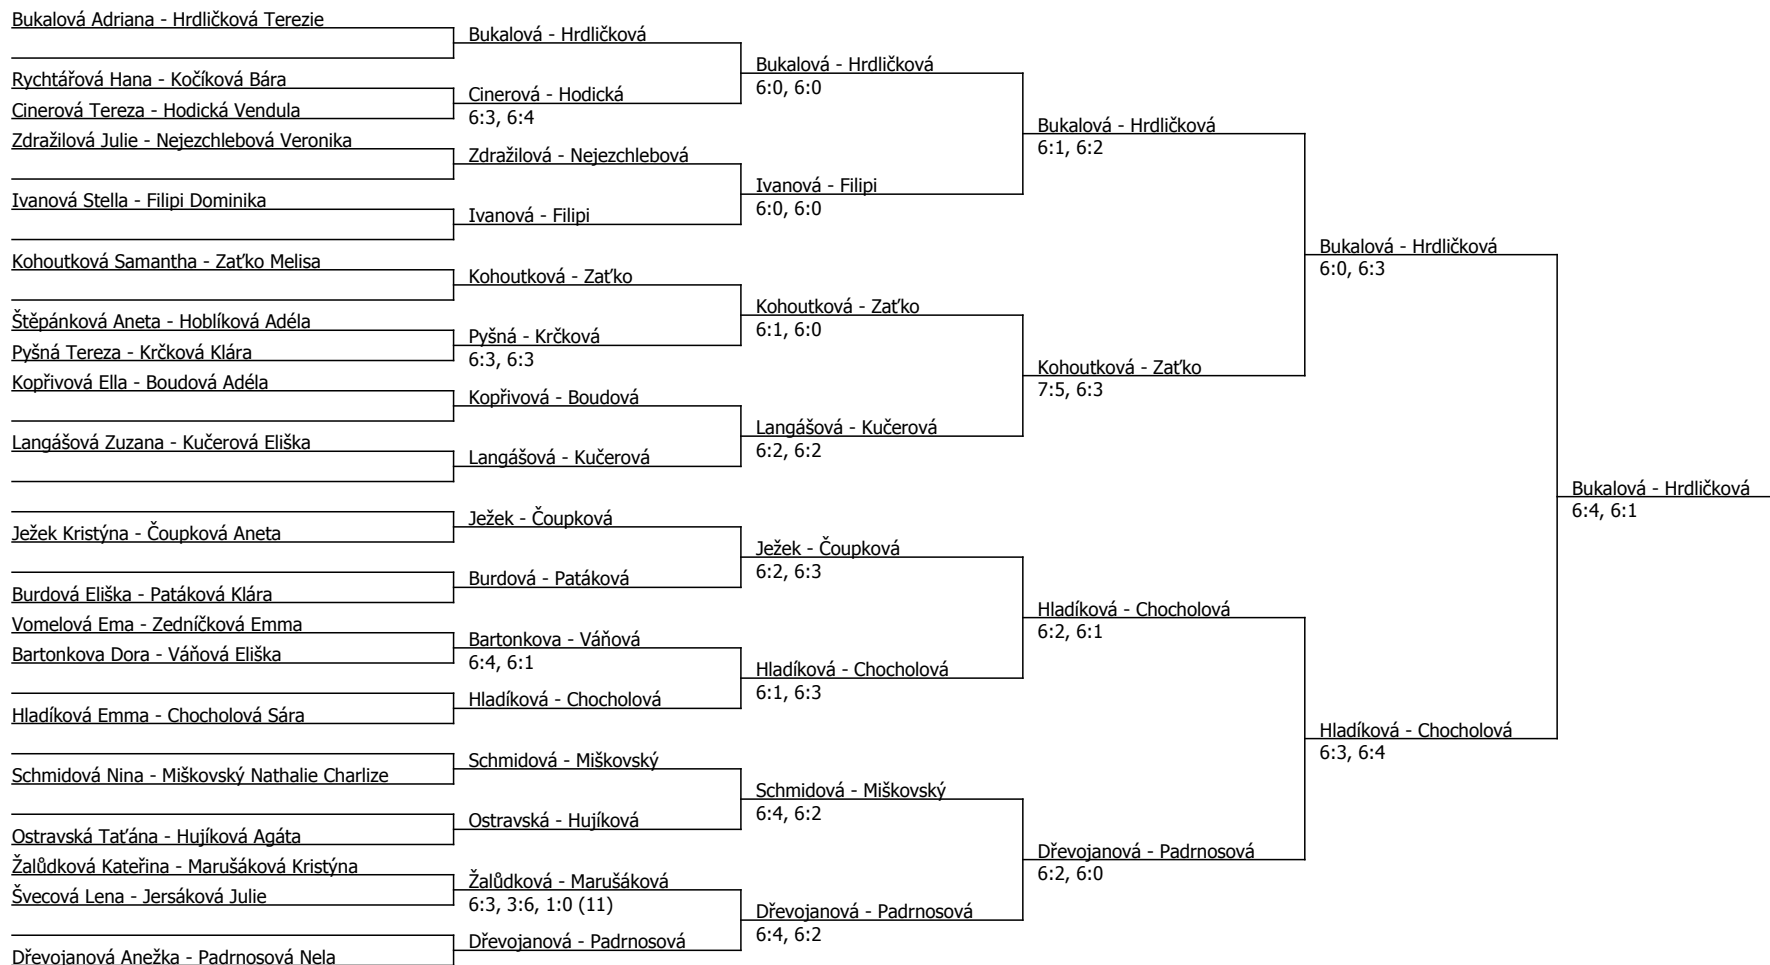 Bukalová Adriana - Hrdličková Terezie
Rychtářová Hana - Kočíková Bára
Cinerová Tereza - Hodická Vendula
Zdražilová Julie - Nejezchlebová Veronika
Ivanová Stella - Filipi Dominika
Kohoutková Samantha - Zaťko Melisa
Štěpánková Aneta - Hoblíková Adéla
Pyšná Tereza - Krčková Klára
Kopřivová Ella - Boudová Adéla
Langášová Zuzana - Kučerová Eliška
Ježek Kristýna - Čoupková Aneta
Burdová Eliška - Patáková Klára
Vomelová Ema - Zedníčková Emma
Bartonkova Dora - Váňová Eliška
Hladíková Emma - Chocholová Sára
Schmidová Nina - Miškovský Nathalie Charlize
Ostravská Taťána - Hujíková Agáta
Žalůdková Kateřina - Marušáková Kristýna
Švecová Lena - Jersáková Julie
Dřevojanová Anežka - Padrnosová Nela
Bukalová - Hrdličková
Cinerová - Hodická
6:3, 6:4
Zdražilová - Nejezchlebová
Ivanová - Filipi
Kohoutková - Zaťko
Pyšná - Krčková
6:3, 6:3
Kopřivová - Boudová
Langášová - Kučerová
Ježek - Čoupková
Burdová - Patáková
Bartonkova - Váňová
6:4, 6:1
Hladíková - Chocholová
Schmidová - Miškovský
Ostravská - Hujíková
Žalůdková - Marušáková
6:3, 3:6, 1:0 (11)
Dřevojanová - Padrnosová
Bukalová - Hrdličková
6:0, 6:0
Ivanová - Filipi
6:0, 6:0
Kohoutková - Zaťko
6:1, 6:0
Langášová - Kučerová
6:2, 6:2
Ježek - Čoupková
6:2, 6:3
Hladíková - Chocholová
6:1, 6:3
Schmidová - Miškovský
6:4, 6:2
Dřevojanová - Padrnosová
6:4, 6:2
Bukalová - Hrdličková
6:1, 6:2
Kohoutková - Zaťko
7:5, 6:3
Hladíková - Chocholová
6:2, 6:1
Dřevojanová - Padrnosová
6:2, 6:0
Bukalová - Hrdličková
6:0, 6:3
Hladíková - Chocholová
6:3, 6:4
Bukalová - Hrdličková
6:4, 6:1